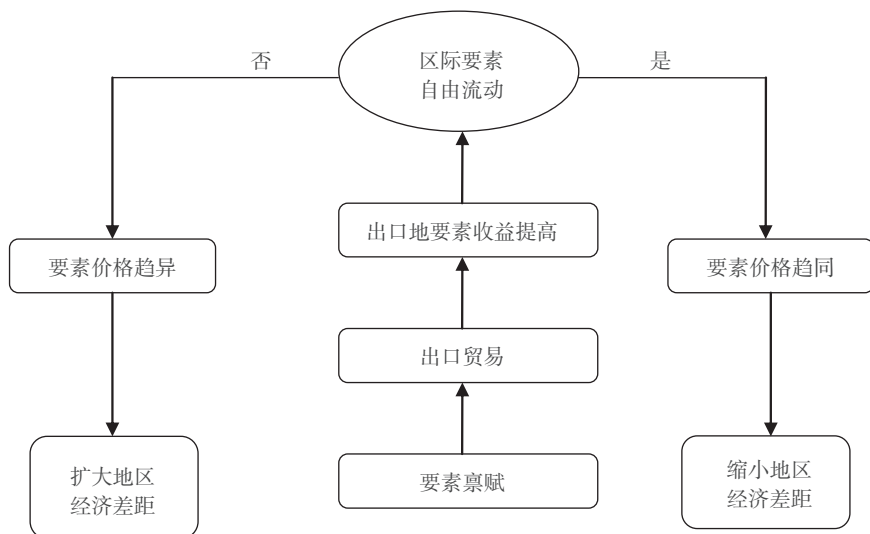 否
区际要素
自由流动
是
出口地要素收益提高
要素价格趋异
要素价格趋同
出口贸易
扩大地区
经济差距
要素禀赋
缩小地区
经济差距